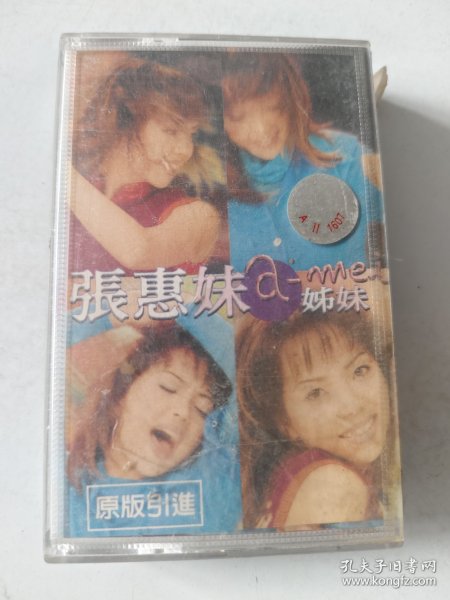 A II 1607
張惠妹 a-mei
姊妹
原版引進
孔夫子旧书网
www.kongfz.com